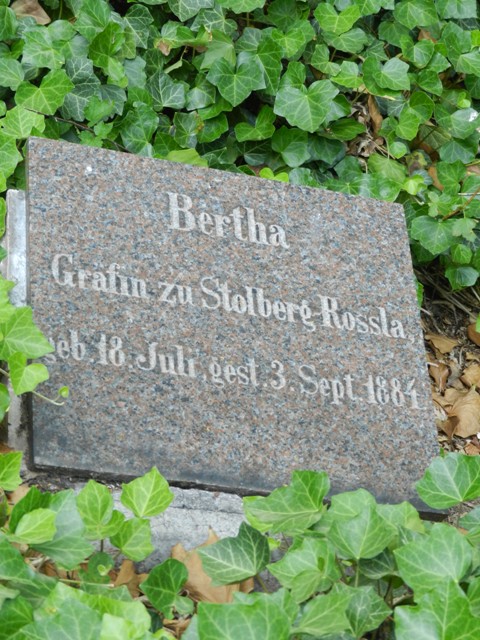 Bertha
Gräfin zu Stolberg-Rossla,
geb 18. Juli, gest. 3. Sept. 1884